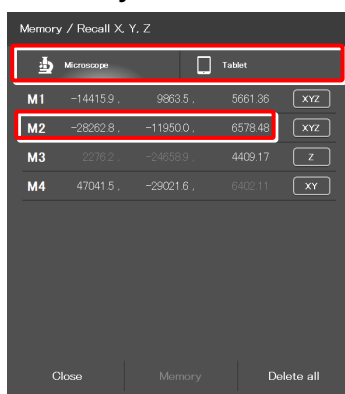 Memory / Recall X, Y, Z
Microscope Tablet
M1 -14415.9 , 9863.5 , 5661.36 XYZ
M2 -28262.8 , -11950.0 , 6578.48 XYZ
M3 2276.2 , -24658.9 , 4409.17 Z
M4 47041.5 , -29021.6 , 6402.11 XY
Close Memory Delete all